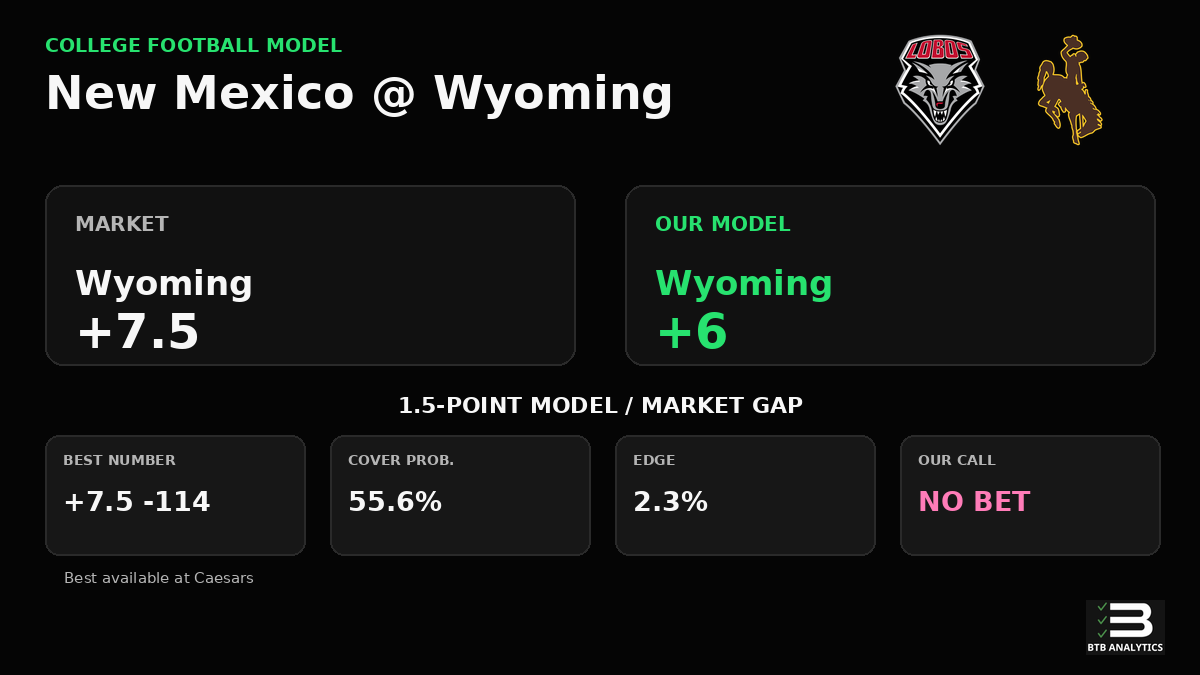 COLLEGE FOOTBALL MODEL
New Mexico @ Wyoming
LOBOS
MARKET
Wyoming
+7.5
OUR MODEL
Wyoming
+6
1.5-POINT MODEL / MARKET GAP
BEST NUMBER
+7.5 -114
COVER PROB.
55.6%
EDGE
2.3%
OUR CALL
NO BET
Best available at Caesars
B
BTB ANALYTICS